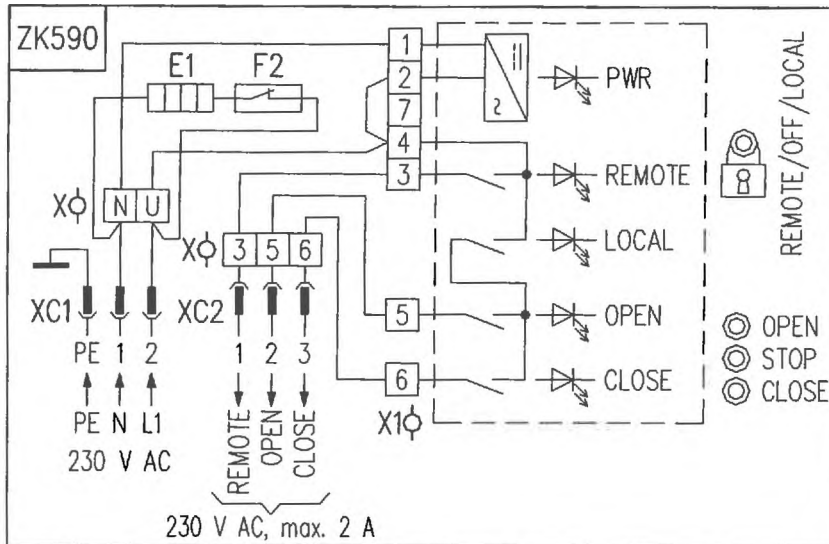 ZK590
E1
F2
1
2
7
4
3
PWR
REMOTE
LOCAL
OPEN
CLOSE
REMOTE/OFF/LOCAL
X
N U
X
3 5 6
XC1
XC2
5
6
X1
PE 1 2
1 2 3
PE N L1
230 V AC
REMOTE
OPEN
CLOSE
OPEN
STOP
CLOSE
230 V AC, max. 2 A